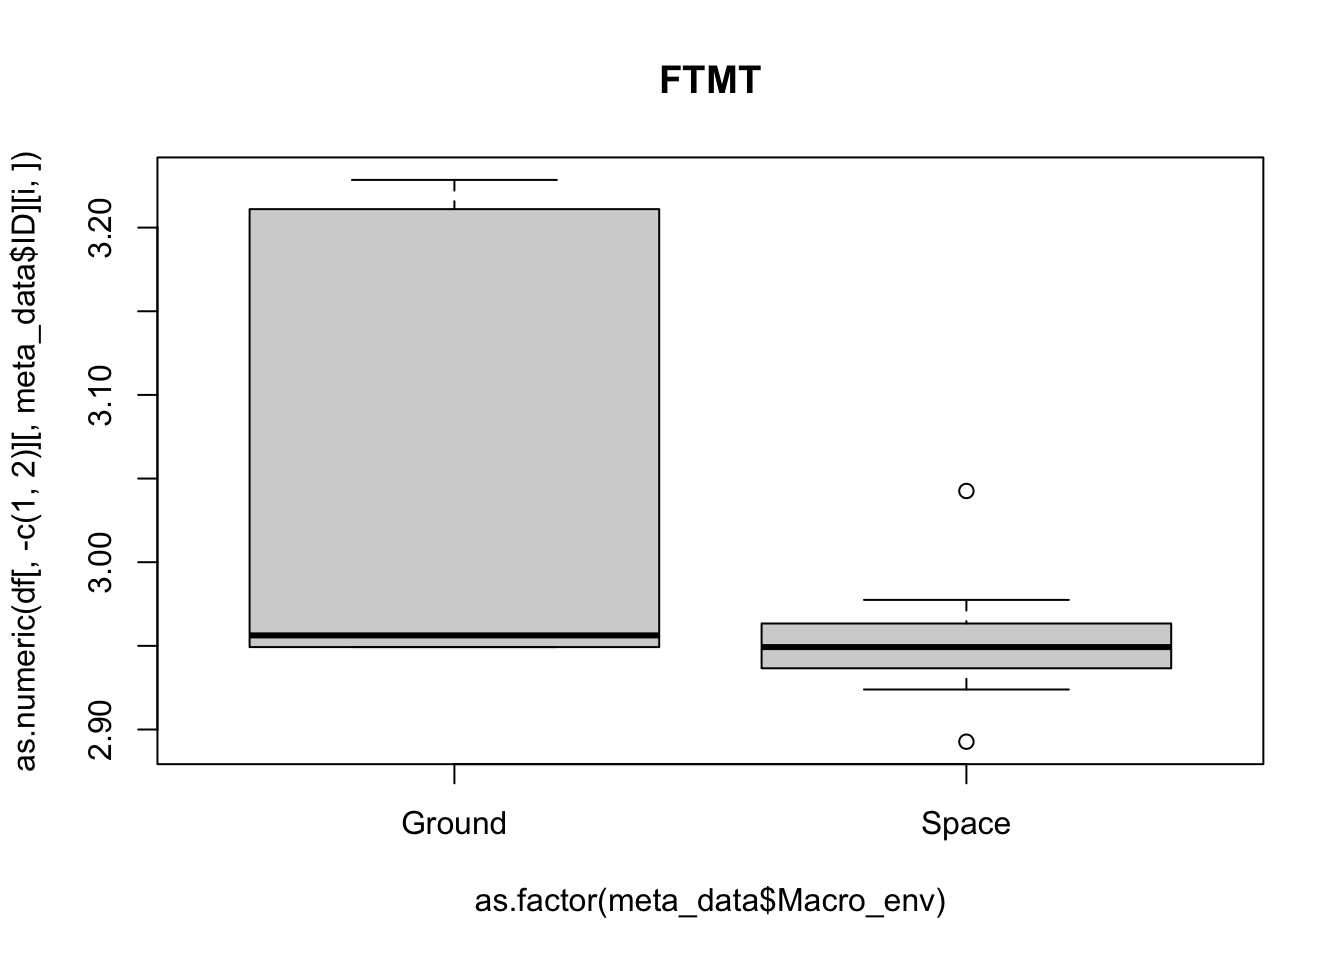 FTMT
as.numeric(df[, -c(1, 2)][, meta_data$ID][i, ])
3.20
3.10
3.00
2.90
Ground Space
as.factor(meta_data$Macro_env)